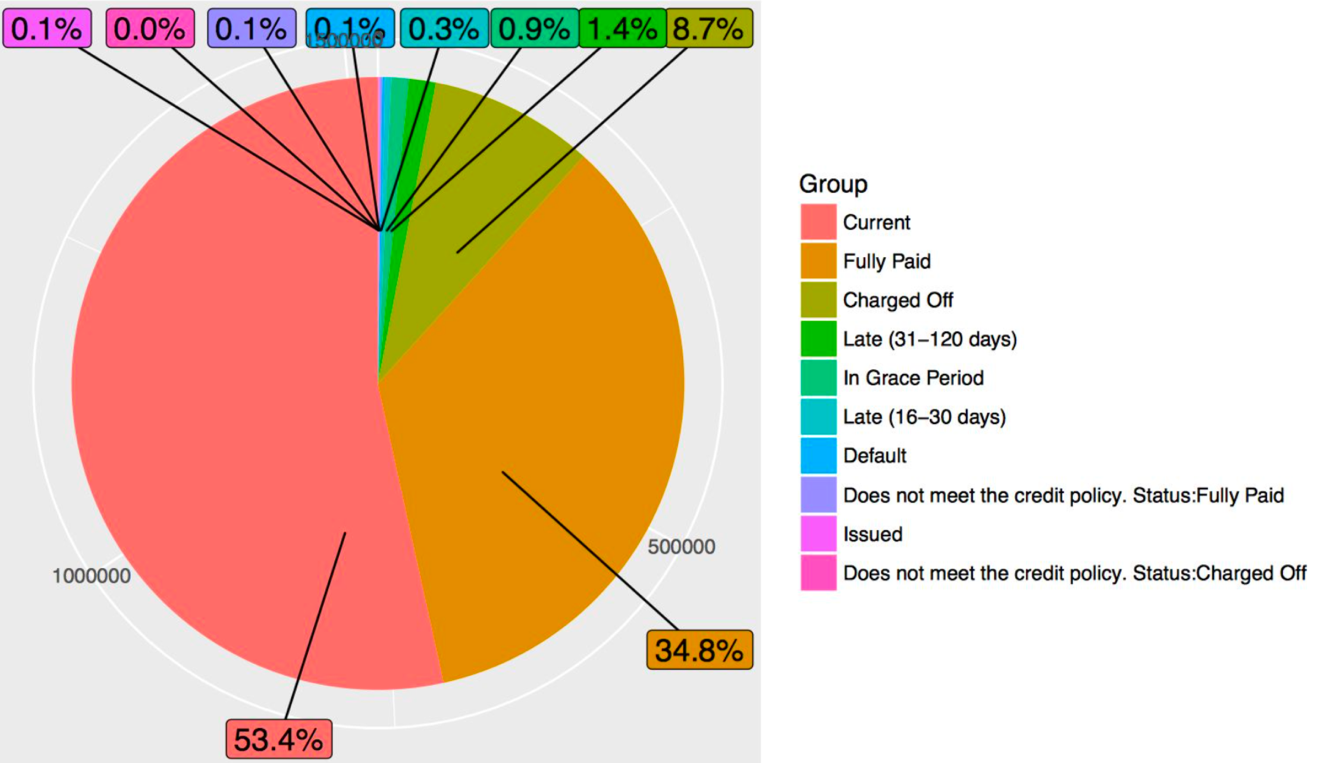 0.1% 0.0% 0.1% 0.1% 0.3% 0.9% 1.4% 8.7%
1500000
500000
1000000
34.8%
53.4%
Group
Current
Fully Paid
Charged Off
Late (31–120 days)
In Grace Period
Late (16–30 days)
Default
Does not meet the credit policy. Status:Fully Paid
Issued
Does not meet the credit policy. Status:Charged Off